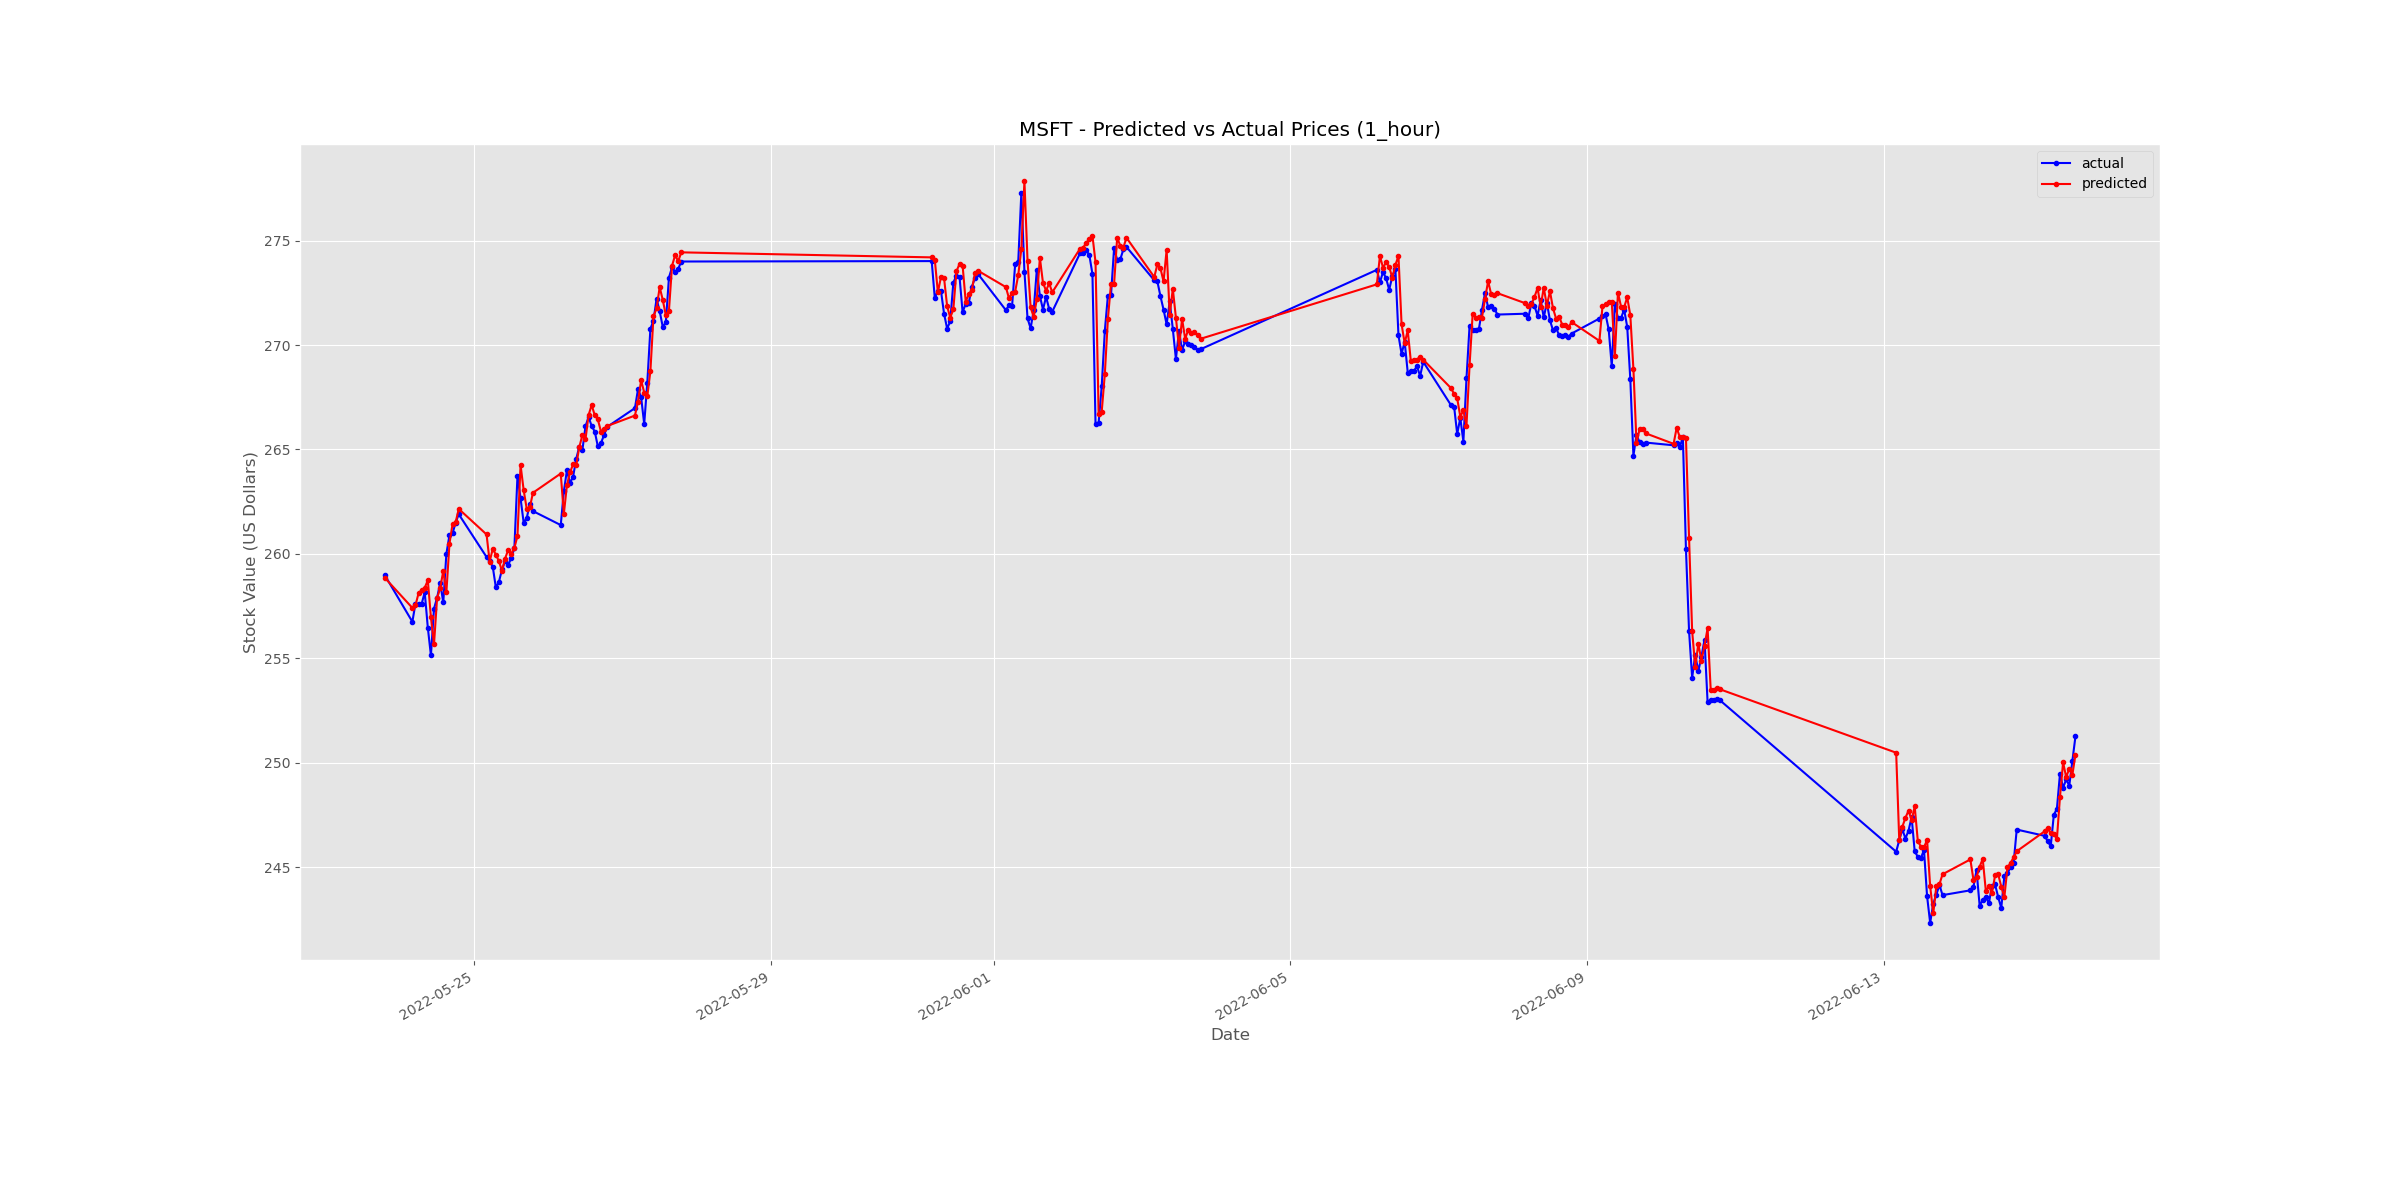 MSFT - Predicted vs Actual Prices (1_hour)
actual
predicted
275
270
265
260
255
250
245
Stock Value (US Dollars)
2022-05-25
2022-05-29
2022-06-01
2022-06-05
2022-06-09
2022-06-13
Date